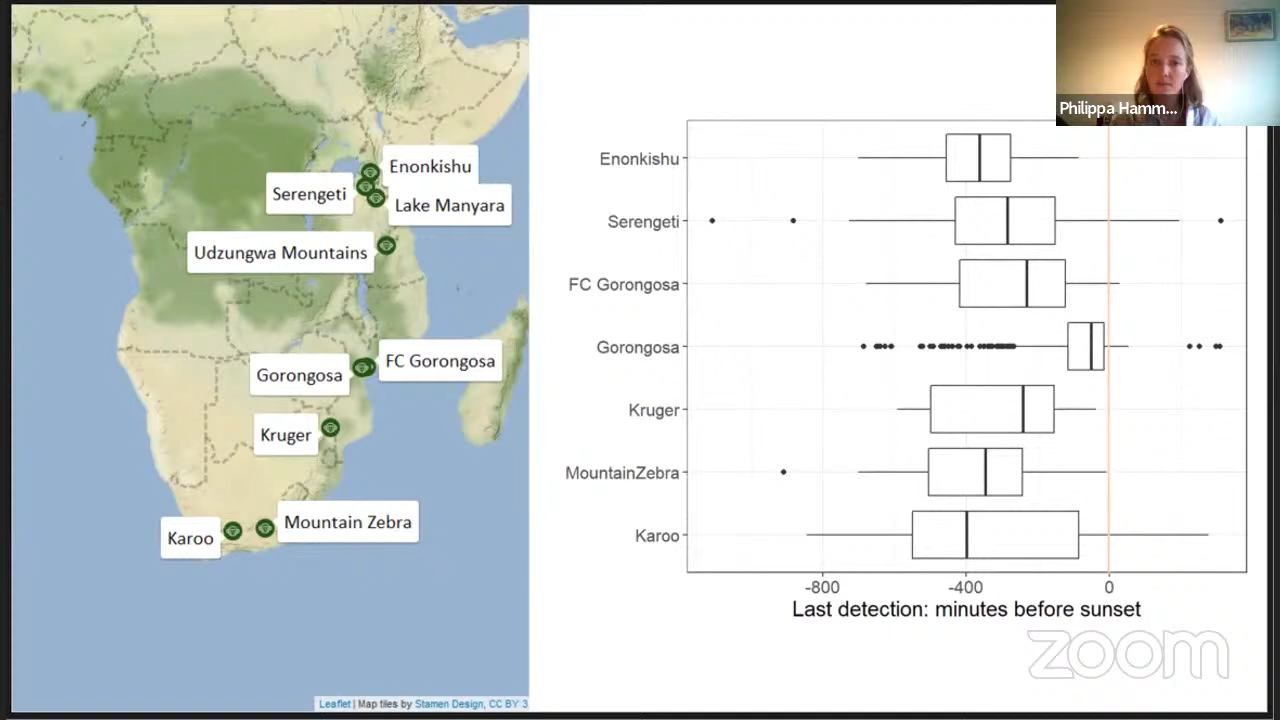 Philippa Hamm...
Enonkishu
Serengeti
Lake Manyara
Udzungwa Mountains
FC Gorongosa
Gorongosa
Kruger
Mountain Zebra
Karoo
Leaflet | Map tiles by Stamen Design, CC BY 3
Enonkishu
Serengeti
FC Gorongosa
Gorongosa
Kruger
MountainZebra
Karoo
-800 -400 0
Last detection: minutes before sunset
zoom